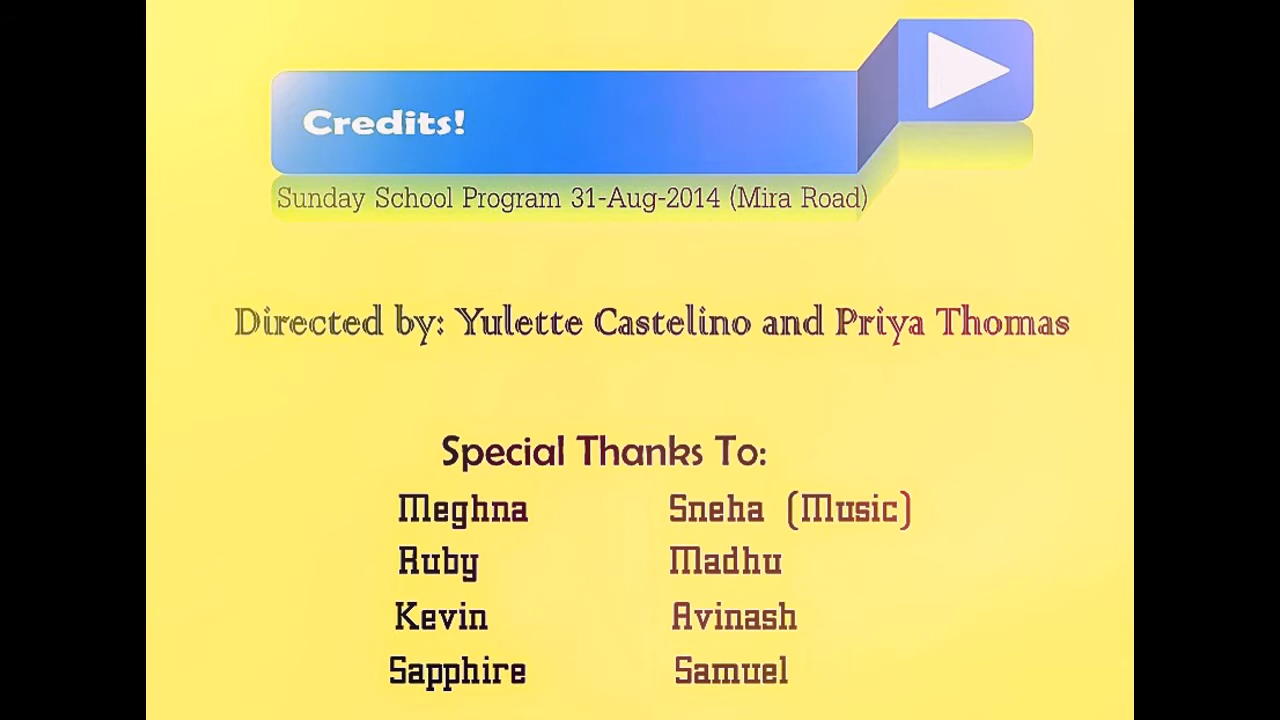 Credits!
Sunday School Program 31-Aug-2014 (Mira Road)
Directed by: Yulette Castelino and Priya Thomas
Special Thanks To:
Meghna Sneha (Music)
Ruby Madhu
Kevin Avinash
Sapphire Samuel